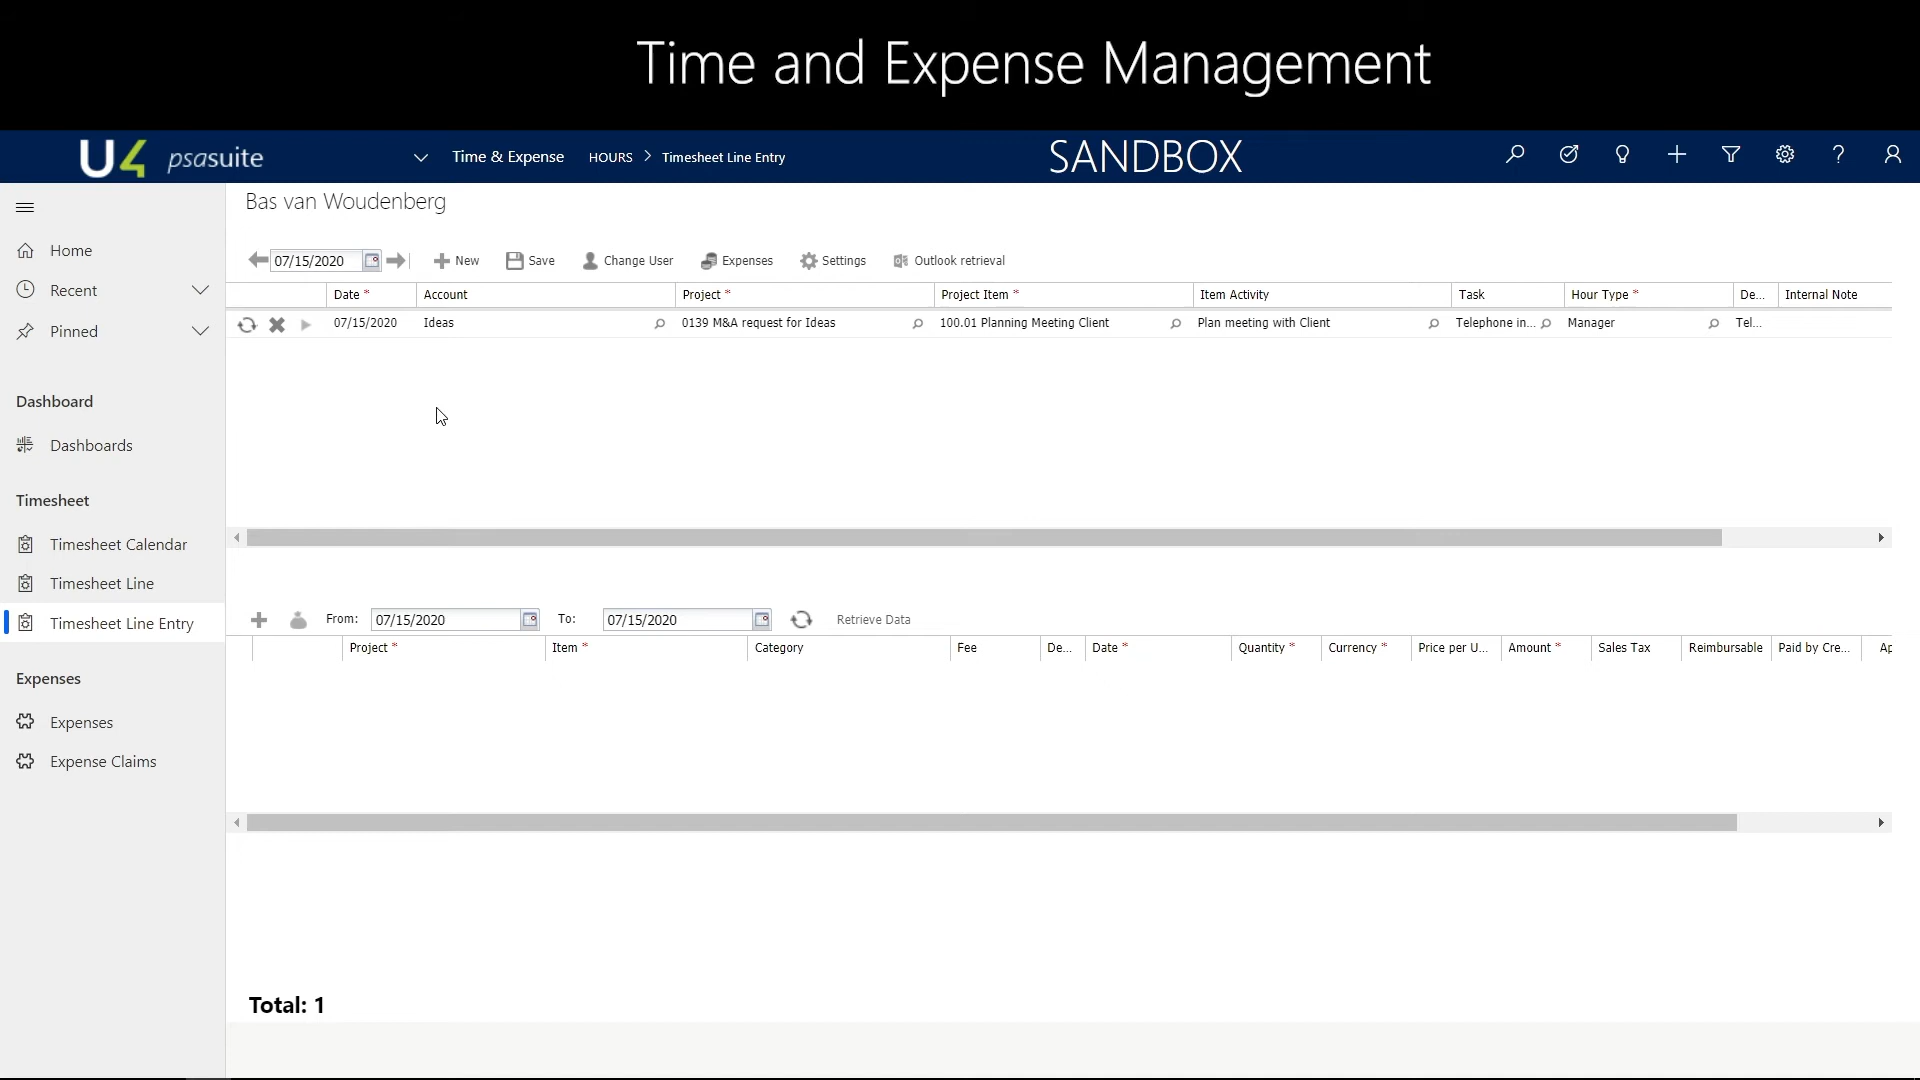 Time and Expense Management
U4 psasuite
Time & Expense HOURS > Timesheet Line Entry
SANDBOX
Bas van Woudenberg
Home
Recent
Pinned
Dashboard
Dashboards
Timesheet
Timesheet Calendar
Timesheet Line
Timesheet Line Entry
Expenses
Expenses
Expense Claims
07/15/2020 New Save Change User Expenses Settings Outlook retrieval
Date * Account Project * Project Item * Item Activity Task Hour Type * De... Internal Note
07/15/2020 Ideas 0139 M&A request for Ideas 100.01 Planning Meeting Client Plan meeting with Client Telephone in... Manager Tel...
From: 07/15/2020 To: 07/15/2020 Retrieve Data
Project * Item * Category Fee De... Date * Quantity * Currency * Price per U... Amount * Sales Tax Reimbursable Paid by Cre... Ap
Total: 1